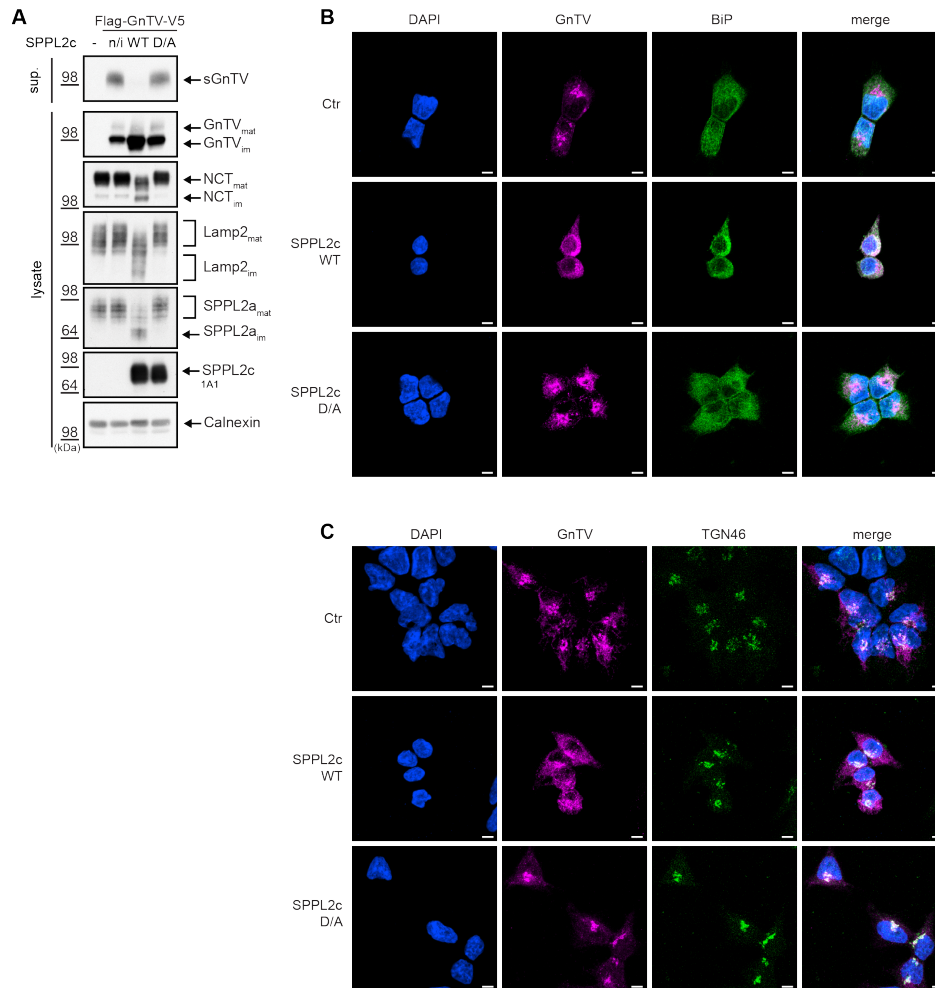 A
Flag-GnTV-V5
SPPL2c - n/i WT D/A
sup.
98
sGnTV
lysate
98
GnTVmat
GnTVim
NCTmat
98
NCTim
98
Lamp2mat
Lamp2im
98
SPPL2amat
64
SPPL2aim
98
SPPL2c
64
1A1
Calnexin
98
(kDa)
B
DAPI GnTV BiP merge
Ctr
SPPL2c
WT
SPPL2c
D/A
C
DAPI GnTV TGN46 merge
Ctr
SPPL2c
WT
SPPL2c
D/A